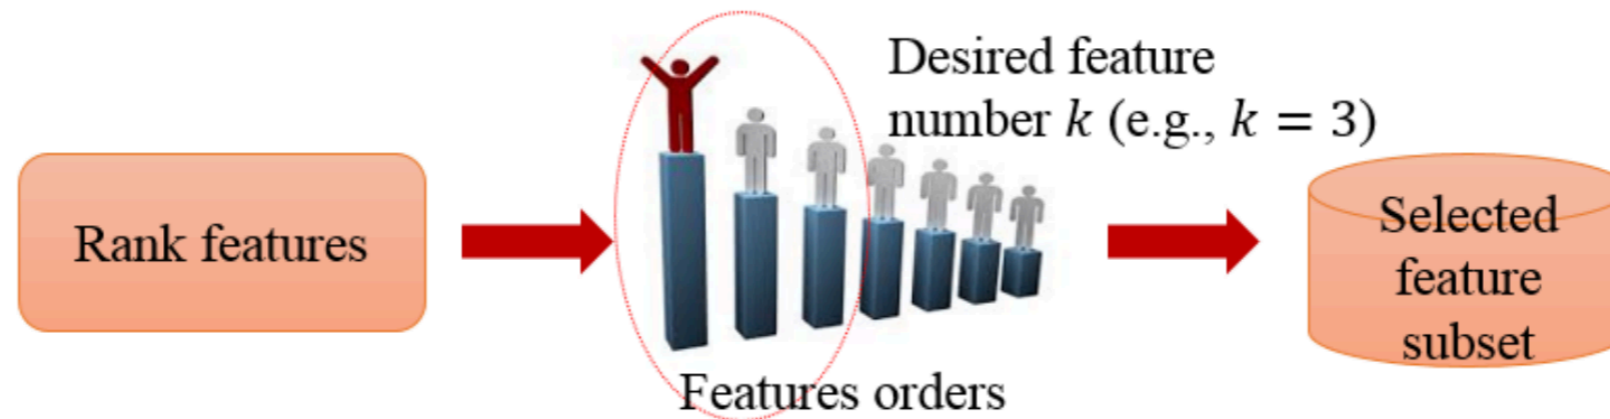 Rank features
Desired feature
number k (e.g., k = 3)
Features orders
Selected
feature
subset